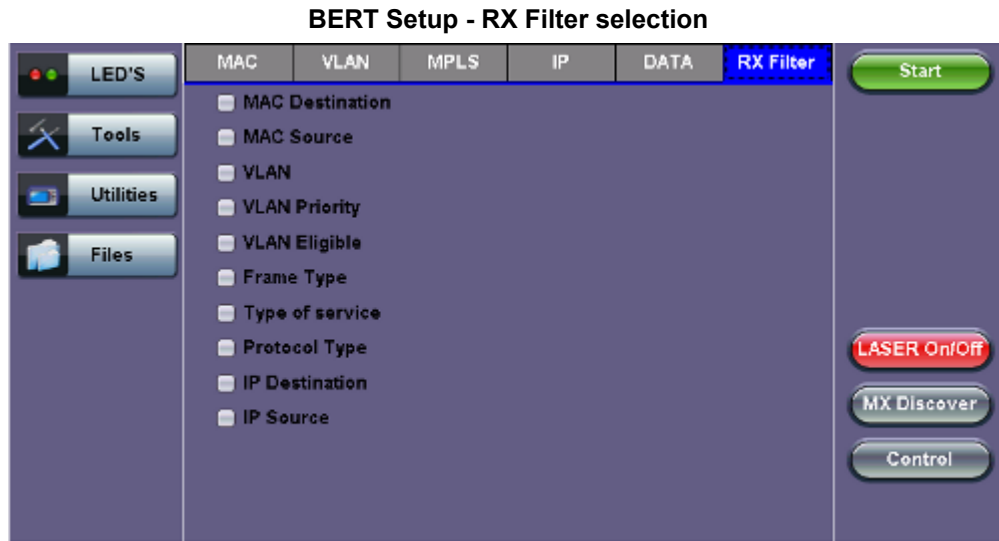 BERT Setup - RX Filter selection
LED'S
Tools
Utilities
Files
MAC VLAN MPLS IP DATA RX Filter
MAC Destination
MAC Source
VLAN
VLAN Priority
VLAN Eligible
Frame Type
Type of service
Protocol Type
IP Destination
IP Source
Start
LASER On/Off
MX Discover
Control